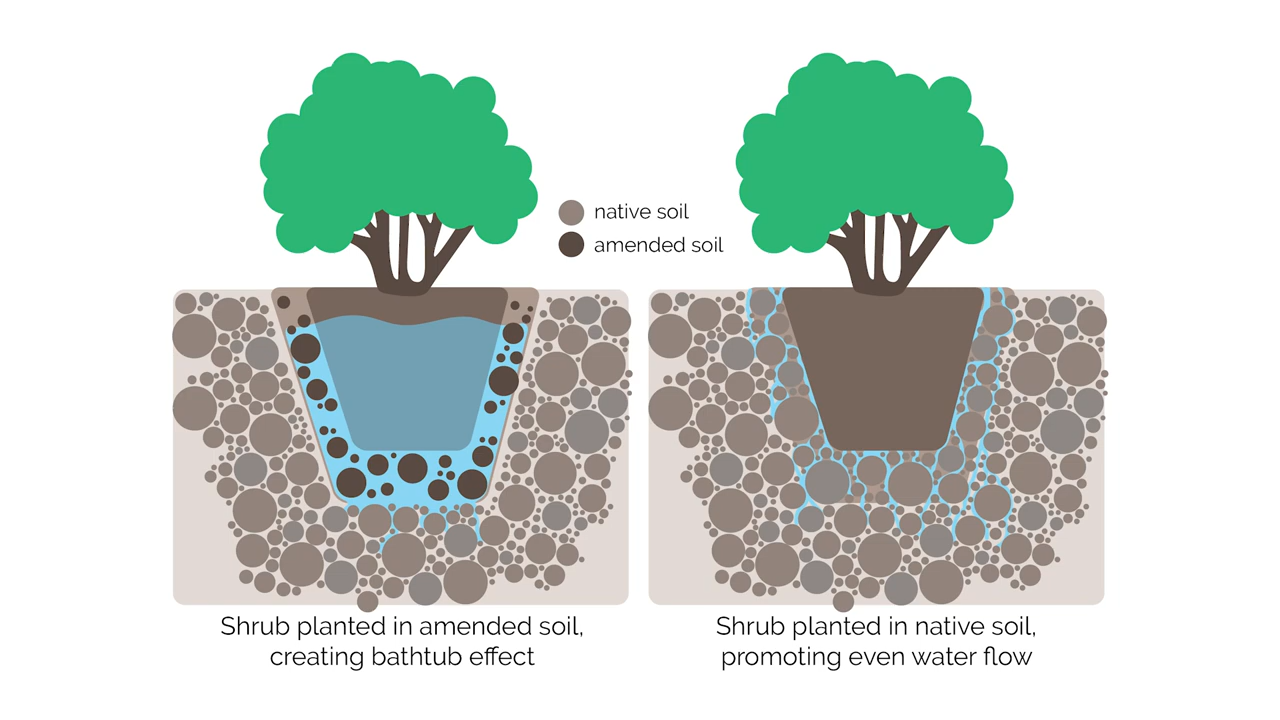 native soil
amended soil
Shrub planted in amended soil,
creating bathtub effect
Shrub planted in native soil,
promoting even water flow